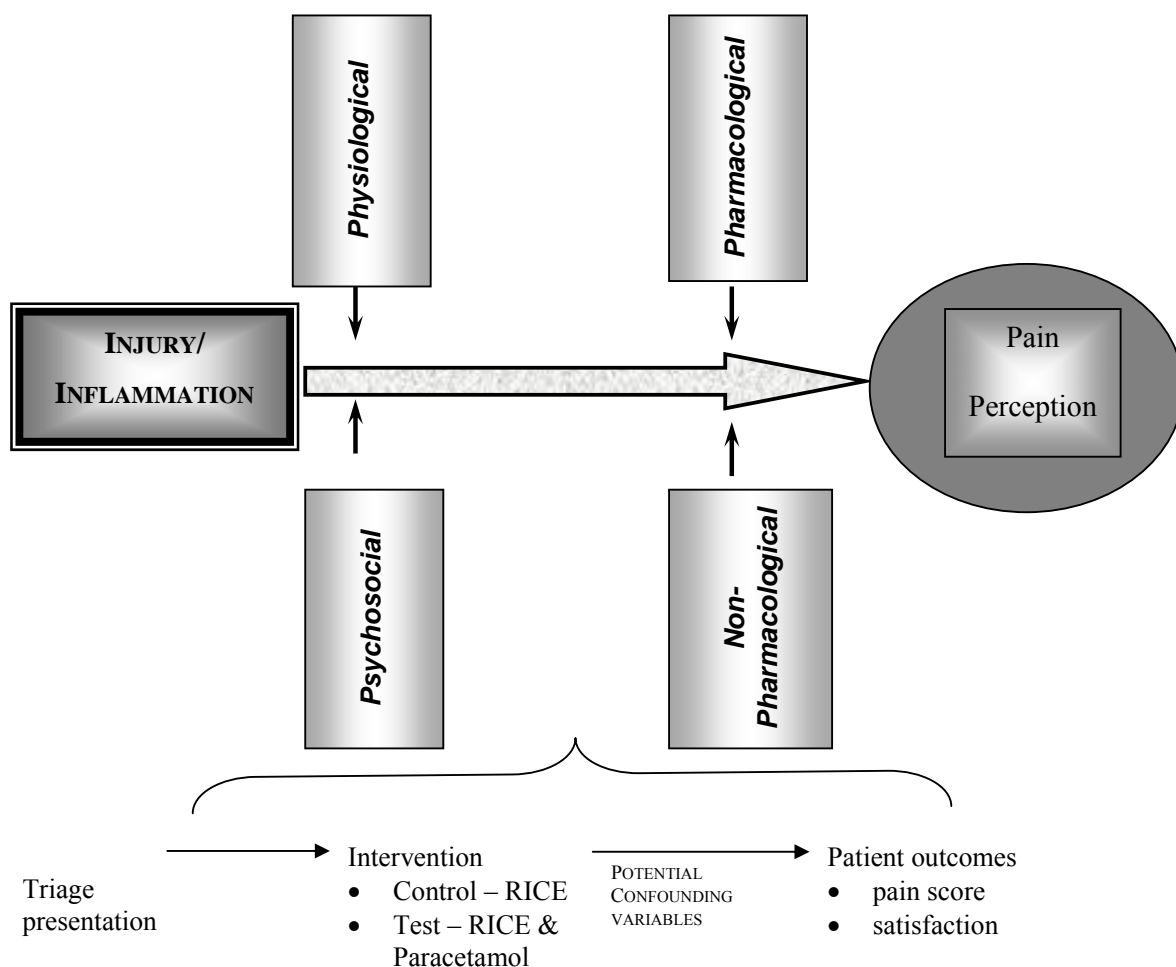 Physiological
Pharmacological
INJURY/
INFLAMMATION
Pain
Perception
Psychosocial
Non-
Pharmacological
Triage
presentation
Intervention
• Control – RICE
• Test – RICE &
Paracetamol
POTENTIAL
CONFOUNDING
VARIABLES
Patient outcomes
• pain score
• satisfaction